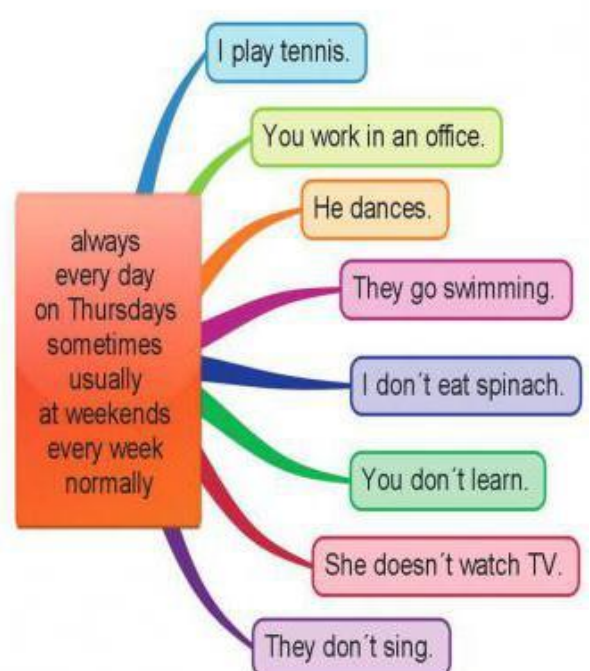 I play tennis.
You work in an office.
He dances.
They go swimming.
always
every day
on Thursdays
sometimes
usually
at weekends
every week
normally
I don´t eat spinach.
You don´t learn.
She doesn´t watch TV.
They don´t sing.